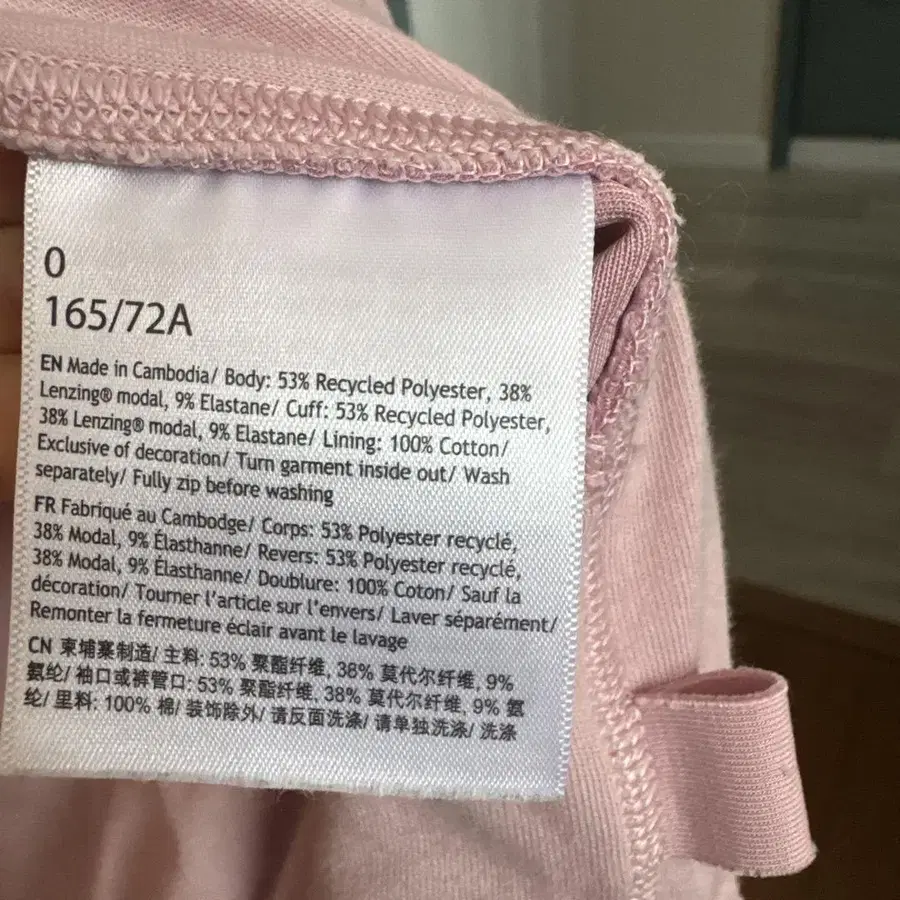 0
165/72A
EN Made in Cambodia/ Body: 53% Recycled Polyester, 38%
Lenzing® modal, 9% Elastane/ Cuff: 53% Recycled Polyester,
38% Lenzing® modal, 9% Elastane/ Lining: 100% Cotton/
Exclusive of decoration/ Turn garment inside out/ Wash
separately/ Fully zip before washing
FR Fabriqué au Cambodge/ Corps: 53% Polyester recyclé,
38% Modal, 9% Élasthanne/ Revers: 53% Polyester recyclé,
38% Modal, 9% Élasthanne/ Doublure: 100% Coton/ Sauf la
décoration/ Tourner l'article sur l'envers/ Laver séparément/
Remonter la fermeture éclair avant le lavage
CN 柬埔寨制造/ 主料: 53% 聚酯纤维, 38% 莫代尔纤维, 9%
氨纶/ 袖口或裤管口: 53% 聚酯纤维, 38% 莫代尔纤维, 9% 氨
纶/ 里料: 100% 棉/ 装饰除外/ 请反面洗涤/ 请单独洗涤/ 洗涤